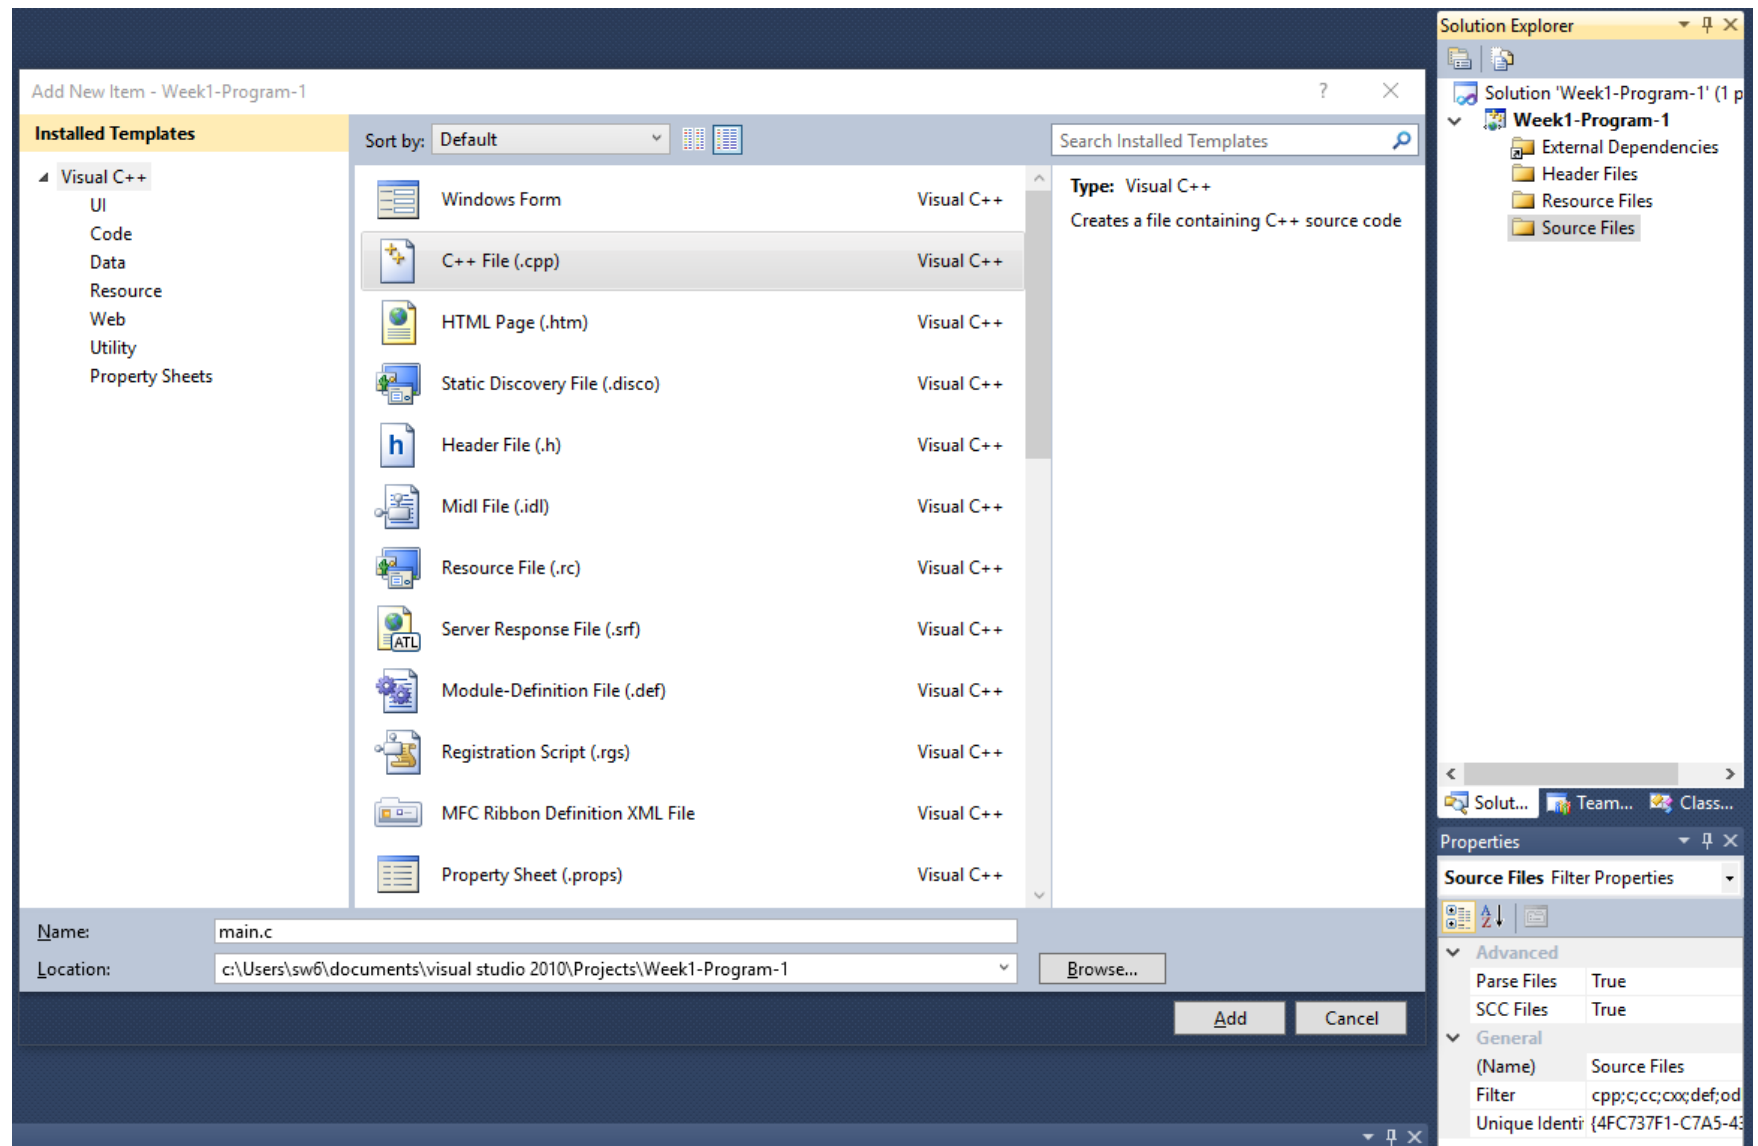 Add New Item - Week1-Program-1
?
Installed Templates
Sort by: Default
Search Installed Templates
Visual C++
UI
Code
Data
Resource
Web
Utility
Property Sheets
Windows Form Visual C++
C++ File (.cpp) Visual C++
HTML Page (.htm) Visual C++
Static Discovery File (.disco) Visual C++
h
Header File (.h) Visual C++
Midl File (.idl) Visual C++
Resource File (.rc) Visual C++
ATL
Server Response File (.srf) Visual C++
Module-Definition File (.def) Visual C++
Registration Script (.rgs) Visual C++
MFC Ribbon Definition XML File Visual C++
Property Sheet (.props) Visual C++
Type: Visual C++
Creates a file containing C++ source code
Name: main.c
Location: c:\Users\sw6\documents\visual studio 2010\Projects\Week1-Program-1
Browse...
Add Cancel
Solution Explorer
Solution 'Week1-Program-1' (1 p
Week1-Program-1
External Dependencies
Header Files
Resource Files
Source Files
Solut... Team... Class...
Properties
Source Files Filter Properties
A
Z
Advanced
Parse Files True
SCC Files True
General
(Name) Source Files
Filter cpp;c;cc;cxx;def;od
Unique Identi {4FC737F1-C7A5-43